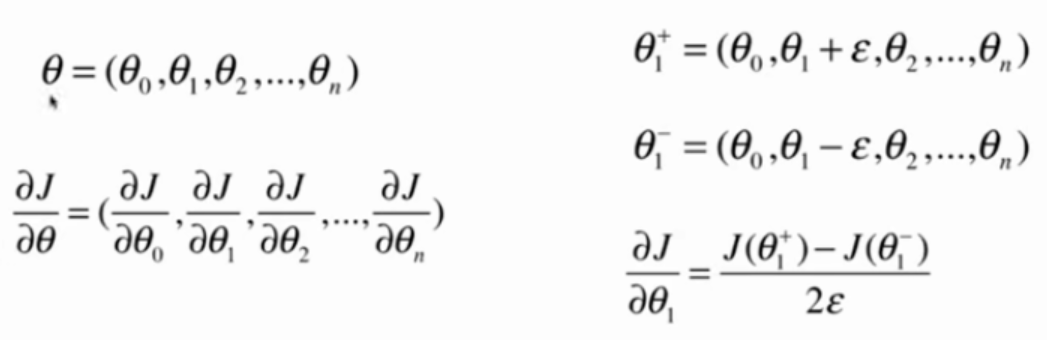 θ = (θ₀,θ₁,θ₂,...,θₙ)
∂J/∂θ = (∂J/∂θ₀, ∂J/∂θ₁, ∂J/∂θ₂,...., ∂J/∂θₙ)
θ₁⁺ = (θ₀,θ₁ + ε,θ₂,...,θₙ)
θ₁⁻ = (θ₀,θ₁ − ε,θ₂,...,θₙ)
∂J/∂θ₁ = (J(θ₁⁺) − J(θ₁⁻))/2ε